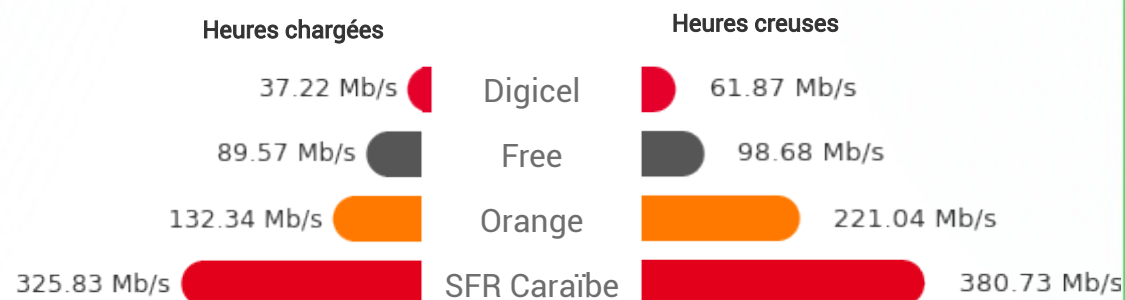 Heures chargées Heures creuses
37.22 Mb/s Digicel 61.87 Mb/s
89.57 Mb/s Free 98.68 Mb/s
132.34 Mb/s Orange 221.04 Mb/s
325.83 Mb/s SFR Caraïbe 380.73 Mb/s